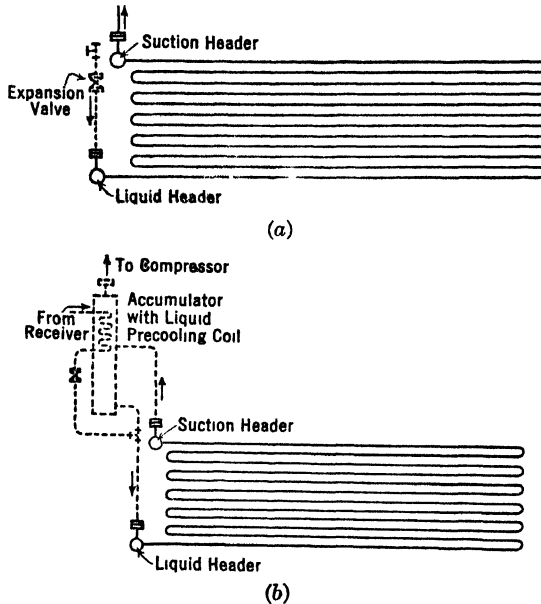 Suction Header
Expansion
Valve
Liquid Header
(a)
To Compressor
From
Receiver
Accumulator
with Liquid
Precooling Coil
Suction Header
Liquid Header
(b)